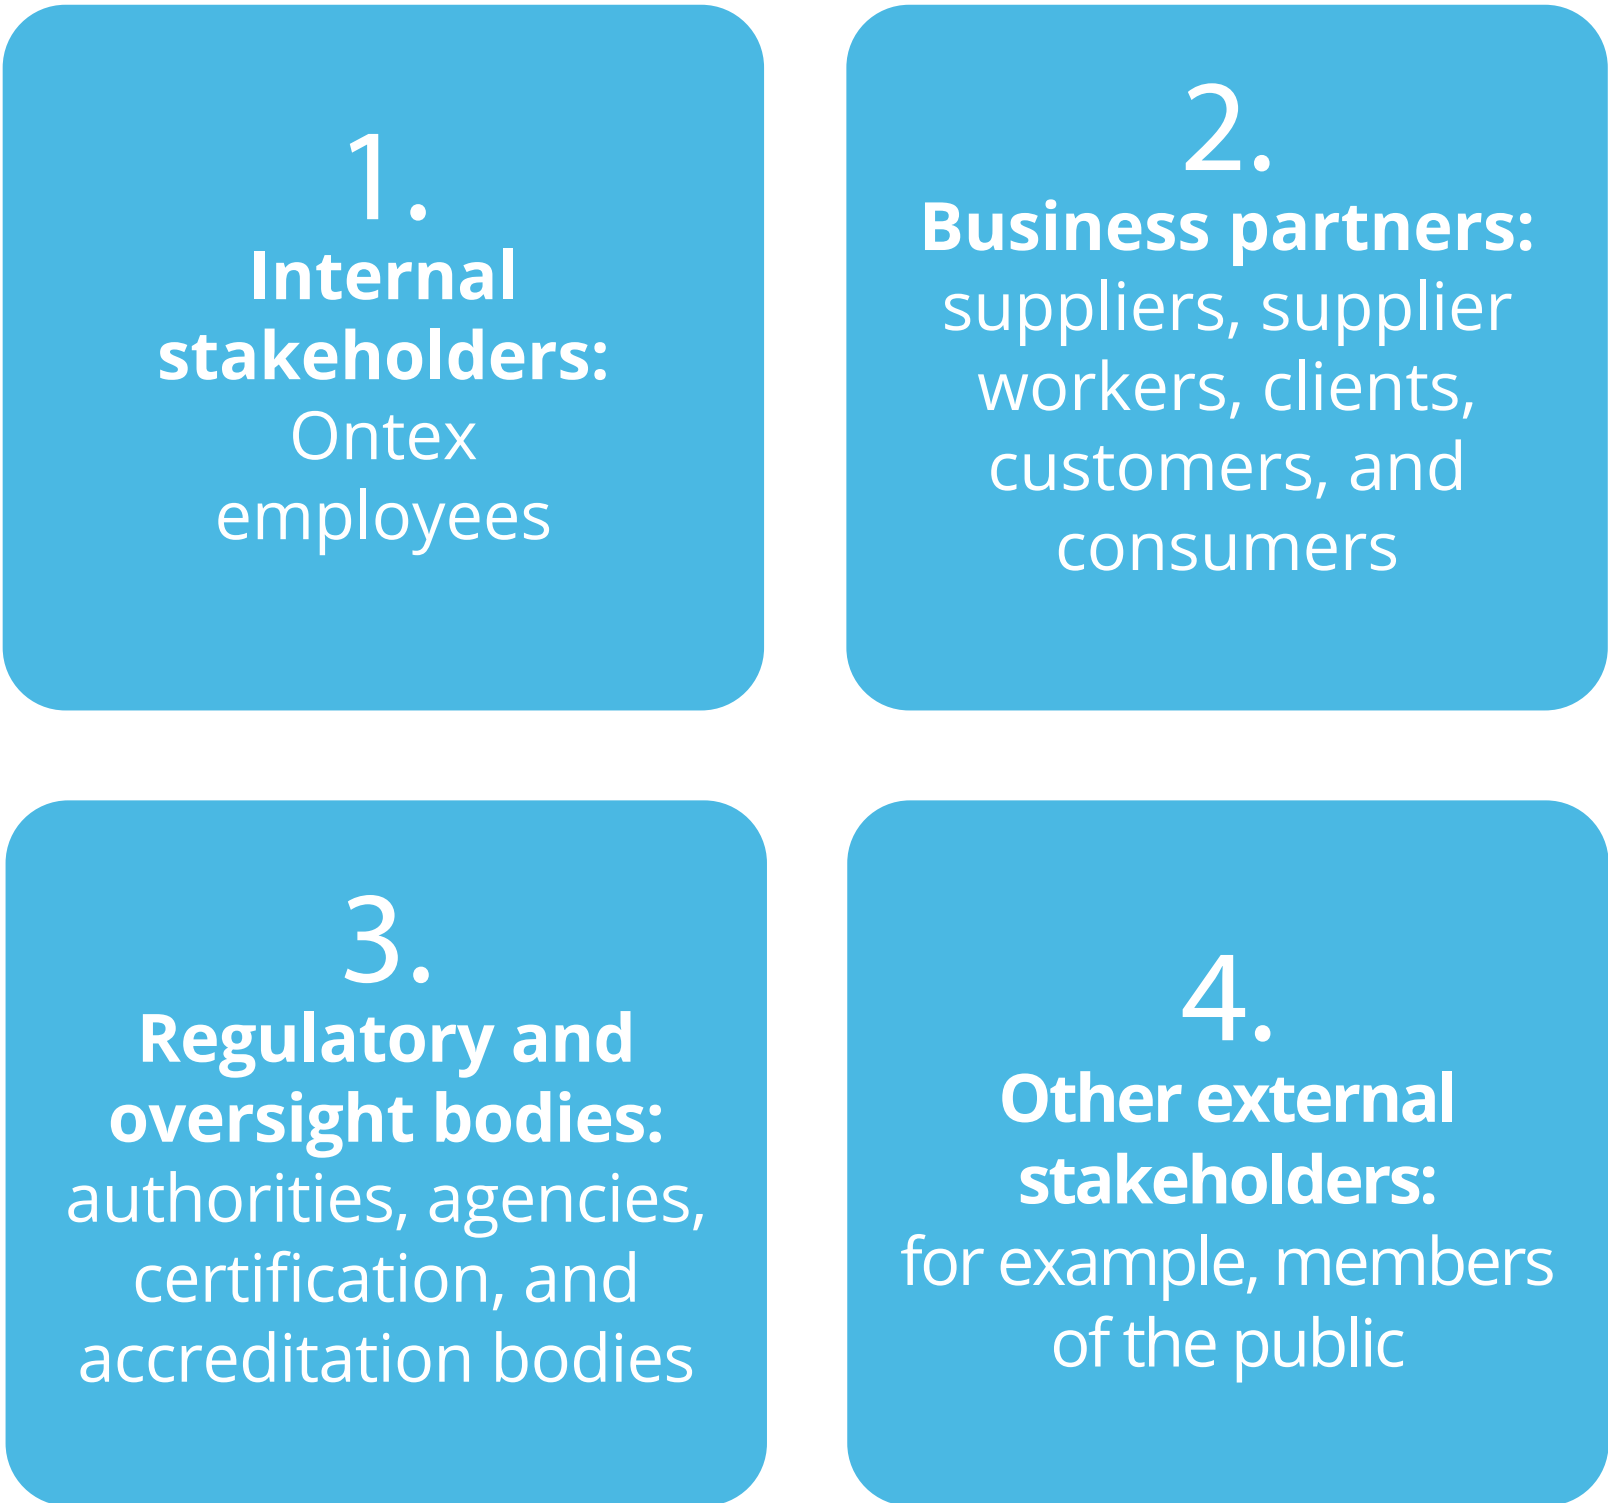 1.
Internal
stakeholders:
Ontex
employees
2.
Business partners:
suppliers, supplier
workers, clients,
customers, and
consumers
3.
Regulatory and
oversight bodies:
authorities, agencies,
certification, and
accreditation bodies
4.
Other external
stakeholders:
for example, members
of the public